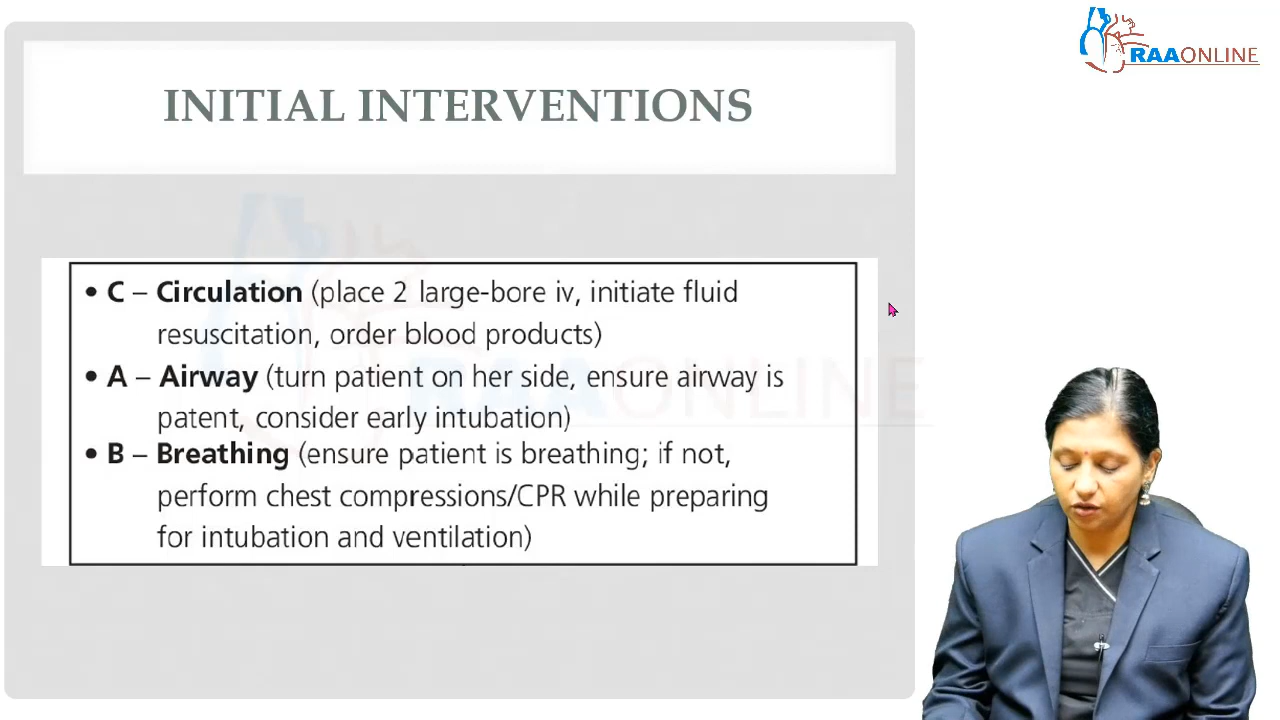 RAAONLINE
INITIAL INTERVENTIONS
• C – Circulation (place 2 large-bore iv, initiate fluid
resuscitation, order blood products)
• A – Airway (turn patient on her side, ensure airway is
patent, consider early intubation)
• B – Breathing (ensure patient is breathing; if not,
perform chest compressions/CPR while preparing
for intubation and ventilation)
RAAONLINE